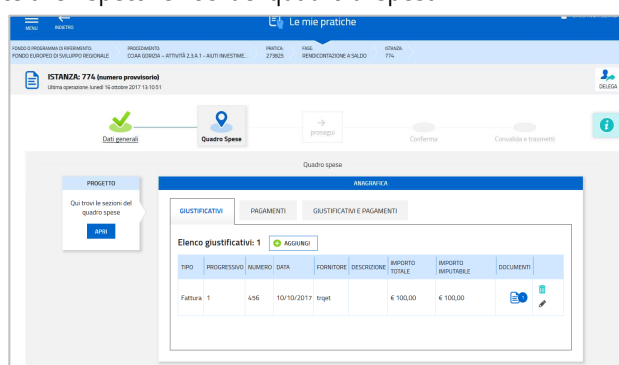 MENU
INDIETRO
Le mie pratiche
FONDO O PROGRAMMA DI RIFERIMENTO: PROCEDIMENTO: PRATICA: FASE: ISTANZA:
FONDO EUROPEO DI SVILUPPO REGIONALE CCIAA GORIZIA – ATTIVITÀ 2.3.A.1 – AIUTI INVESTIME... 273825 RENDICONTAZIONE A SALDO 774
ISTANZA: 774 (numero provvisorio)
Ultima operazione: lunedì 16 ottobre 2017 13:10:51
DELEGA
Dati generali
Quadro Spese
prosegui
Conferma
Convalida e trasmetti
Quadro spese
PROGETTO
Qui trovi le sezioni del
quadro spese
APRI
ANAGRAFICA
GIUSTIFICATIVI PAGAMENTI GIUSTIFICATIVI E PAGAMENTI
Elenco giustificativi: 1 AGGIUNGI
TIPO PROGRESSIVO NUMERO DATA FORNITORE DESCRIZIONE IMPORTO TOTALE IMPORTO IMPUTABILE DOCUMENTI
Fattura 1 456 10/10/2017 trqet € 100,00 € 100,00 1